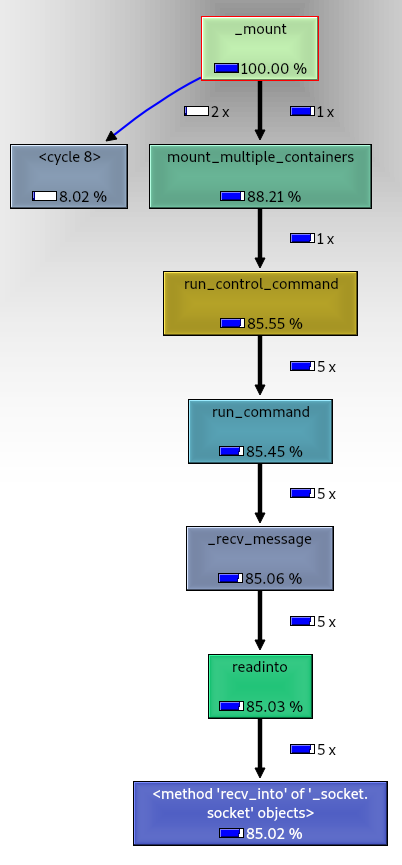 _mount
100.00 %
2 x
1 x
<cycle 8>
8.02 %
mount_multiple_containers
88.21 %
1 x
run_control_command
85.55 %
5 x
run_command
85.45 %
5 x
_recv_message
85.06 %
5 x
readinto
85.03 %
5 x
<method 'recv_into' of '_socket.
socket' objects>
85.02 %